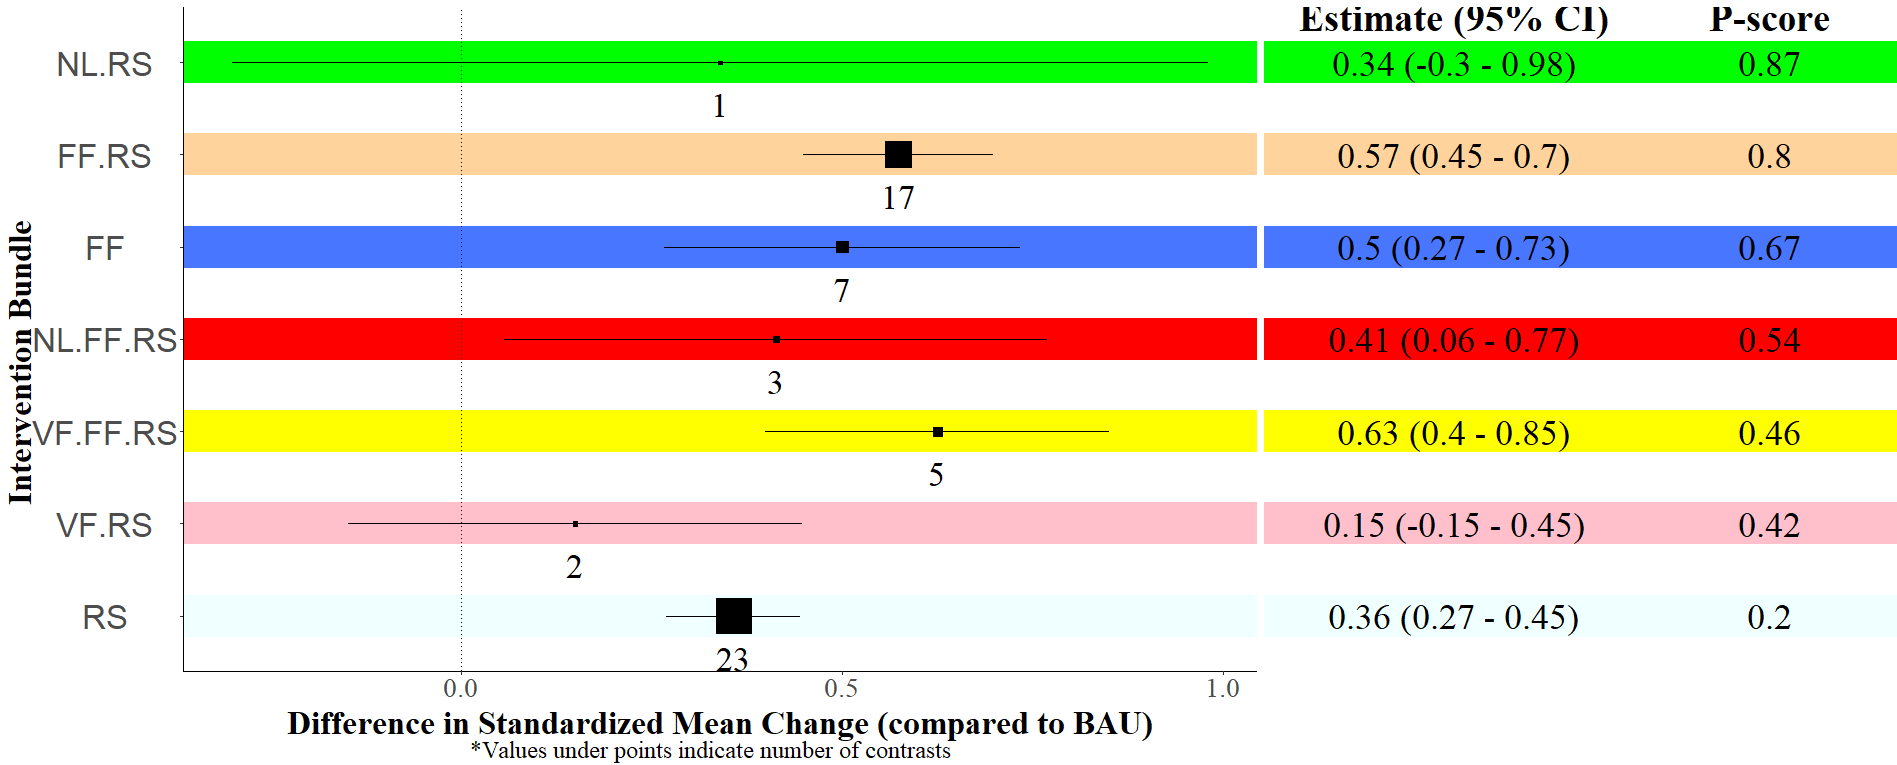 Estimate (95% CI) P-score
NL.RS 0.34 (-0.3 - 0.98) 0.87
1
FF.RS 0.57 (0.45 - 0.7) 0.8
17
FF 0.5 (0.27 - 0.73) 0.67
7
NL.FF.RS 0.41 (0.06 - 0.77) 0.54
3
VF.FF.RS 0.63 (0.4 - 0.85) 0.46
5
VF.RS 0.15 (-0.15 - 0.45) 0.42
2
RS 0.36 (0.27 - 0.45) 0.2
23
Intervention Bundle
0.0 0.5 1.0
Difference in Standardized Mean Change (compared to BAU)
*Values under points indicate number of contrasts